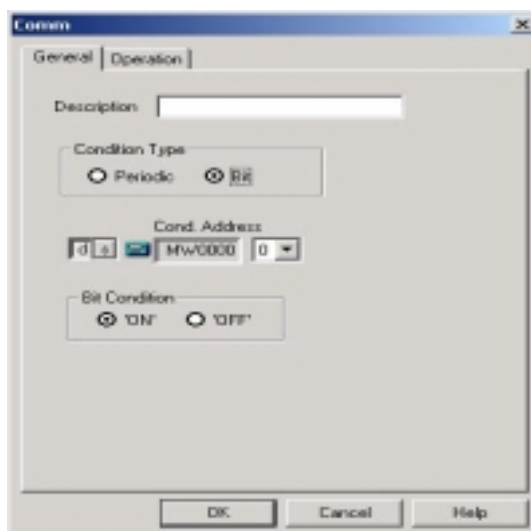 Comm
General Operation
Description
Condition Type
Periodic Bit
Cond. Address
d s MW0000 0
Bit Condition
'ON' 'OFF'
OK Cancel Help